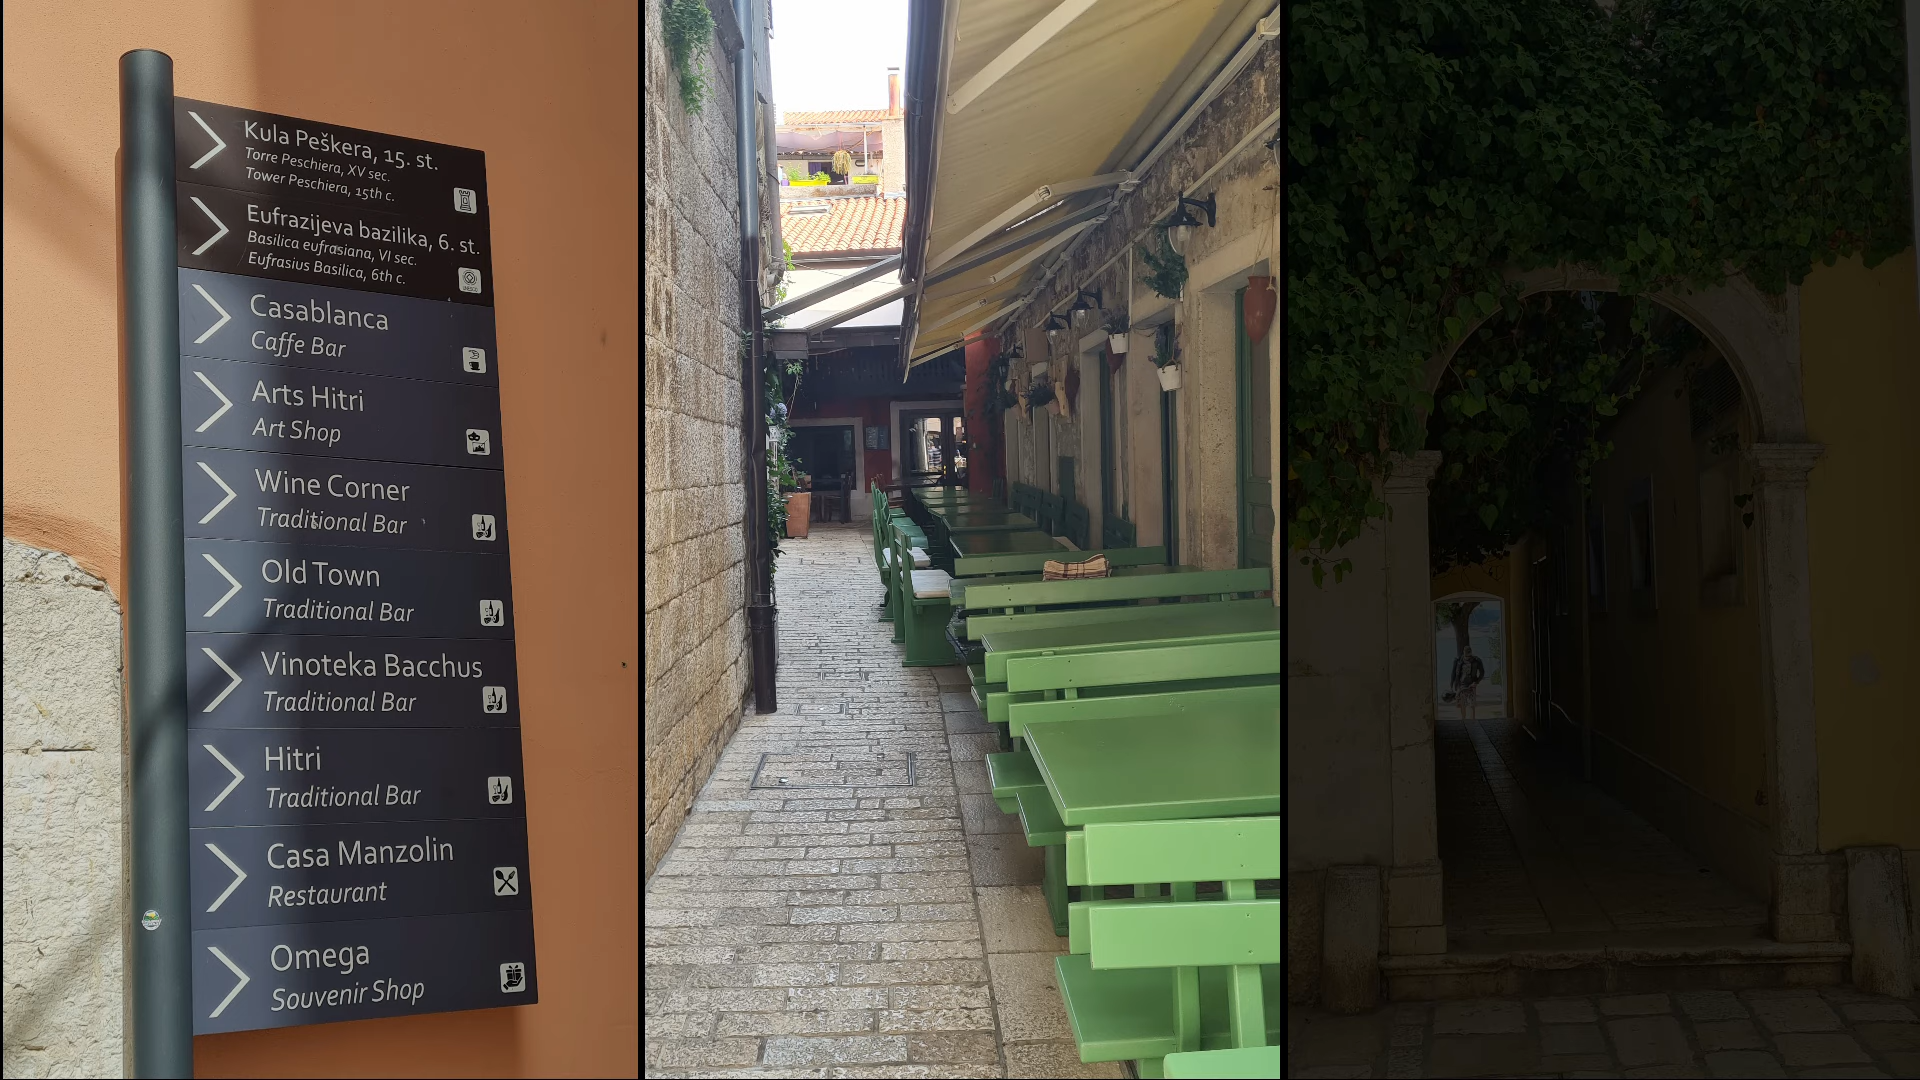 Kula Peškera, 15. st.
Torre Peschiera, XV sec.
Tower Peschiera, 15th c.
Eufrazijeva bazilika, 6. st.
Basilica eufrasiana, VI sec.
Eufrasius Basilica, 6th c.
Casablanca
Caffe Bar
Arts Hitri
Art Shop
Wine Corner
Traditional Bar
Old Town
Traditional Bar
Vinoteka Bacchus
Traditional Bar
Hitri
Traditional Bar
Casa Manzolin
Restaurant
Omega
Souvenir Shop